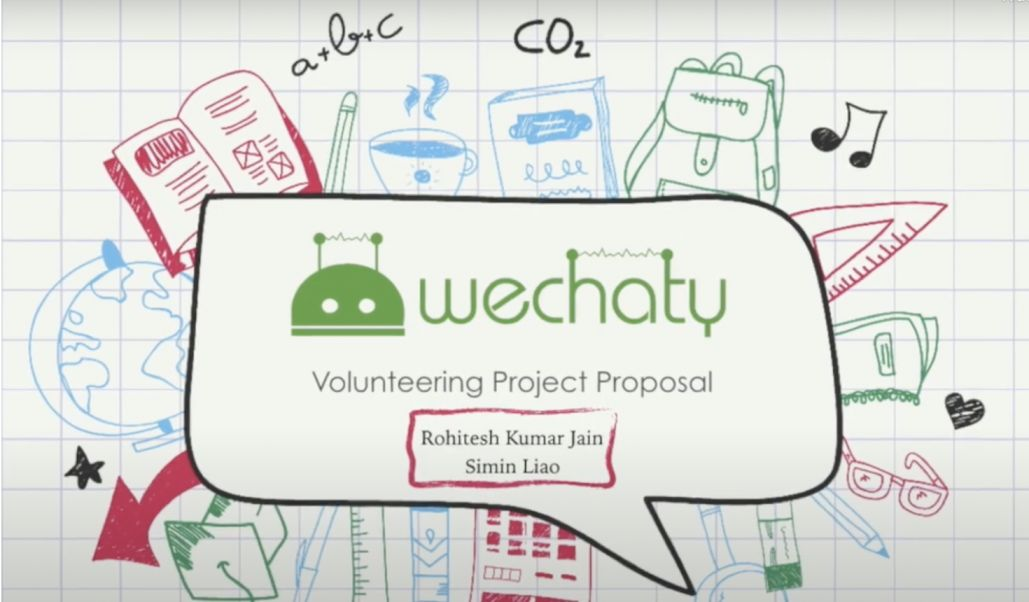 a+b+c
CO₂
wechaty
Volunteering Project Proposal
Rohitesh Kumar Jain
Simin Liao